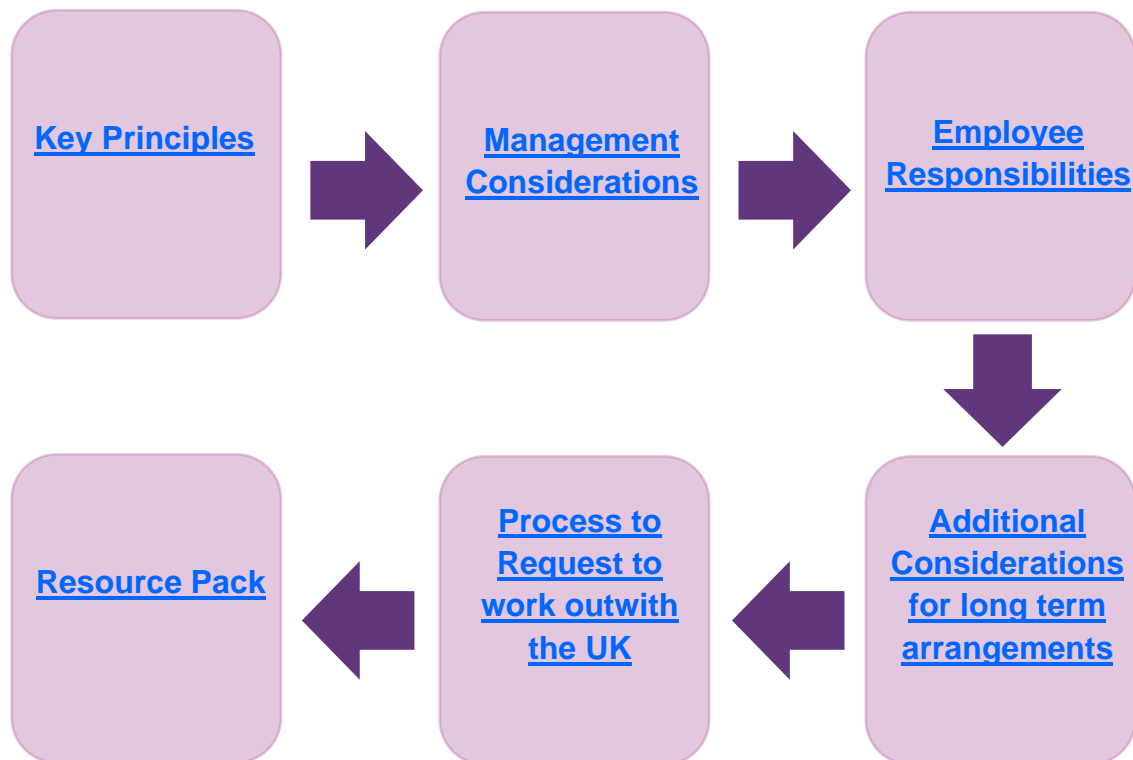 Key Principles
Management
Considerations
Employee
Responsibilities
Additional
Considerations
for long term
arrangements
Process to
Request to
work outwith
the UK
Resource Pack